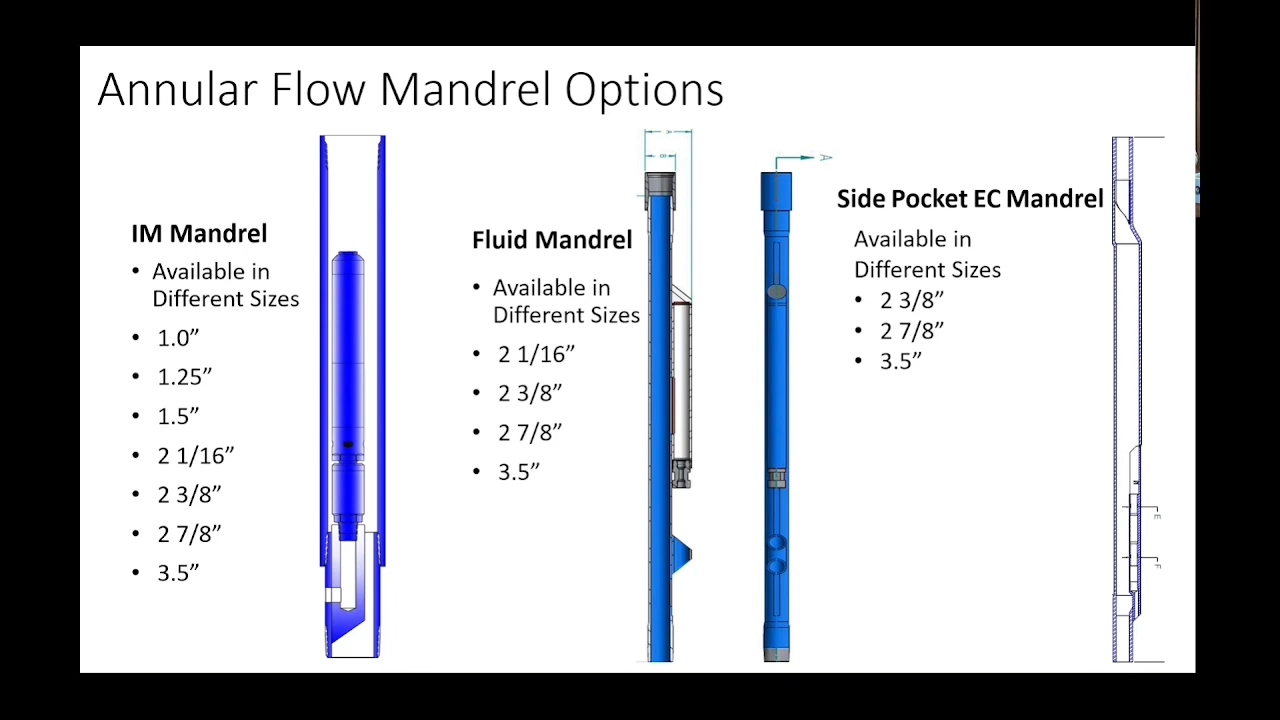 Annular Flow Mandrel Options
IM Mandrel
• Available in
Different Sizes
• 1.0”
• 1.25”
• 1.5”
• 2 1/16”
• 2 3/8”
• 2 7/8”
• 3.5”
Fluid Mandrel
• Available in
Different Sizes
• 2 1/16”
• 2 3/8”
• 2 7/8”
• 3.5”
A
B
A
Side Pocket EC Mandrel
Available in
Different Sizes
• 2 3/8”
• 2 7/8”
• 3.5”
E
F